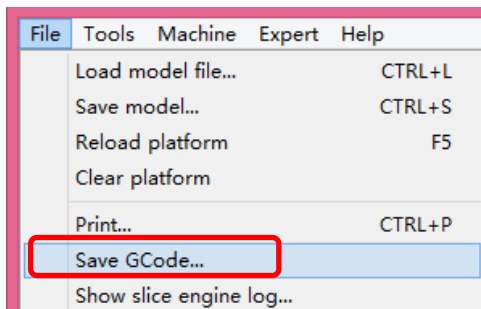 File Tools Machine Expert Help
Load model file... CTRL+L
Save model... CTRL+S
Reload platform F5
Clear platform
Print... CTRL+P
Save GCode...
Show slice engine log...